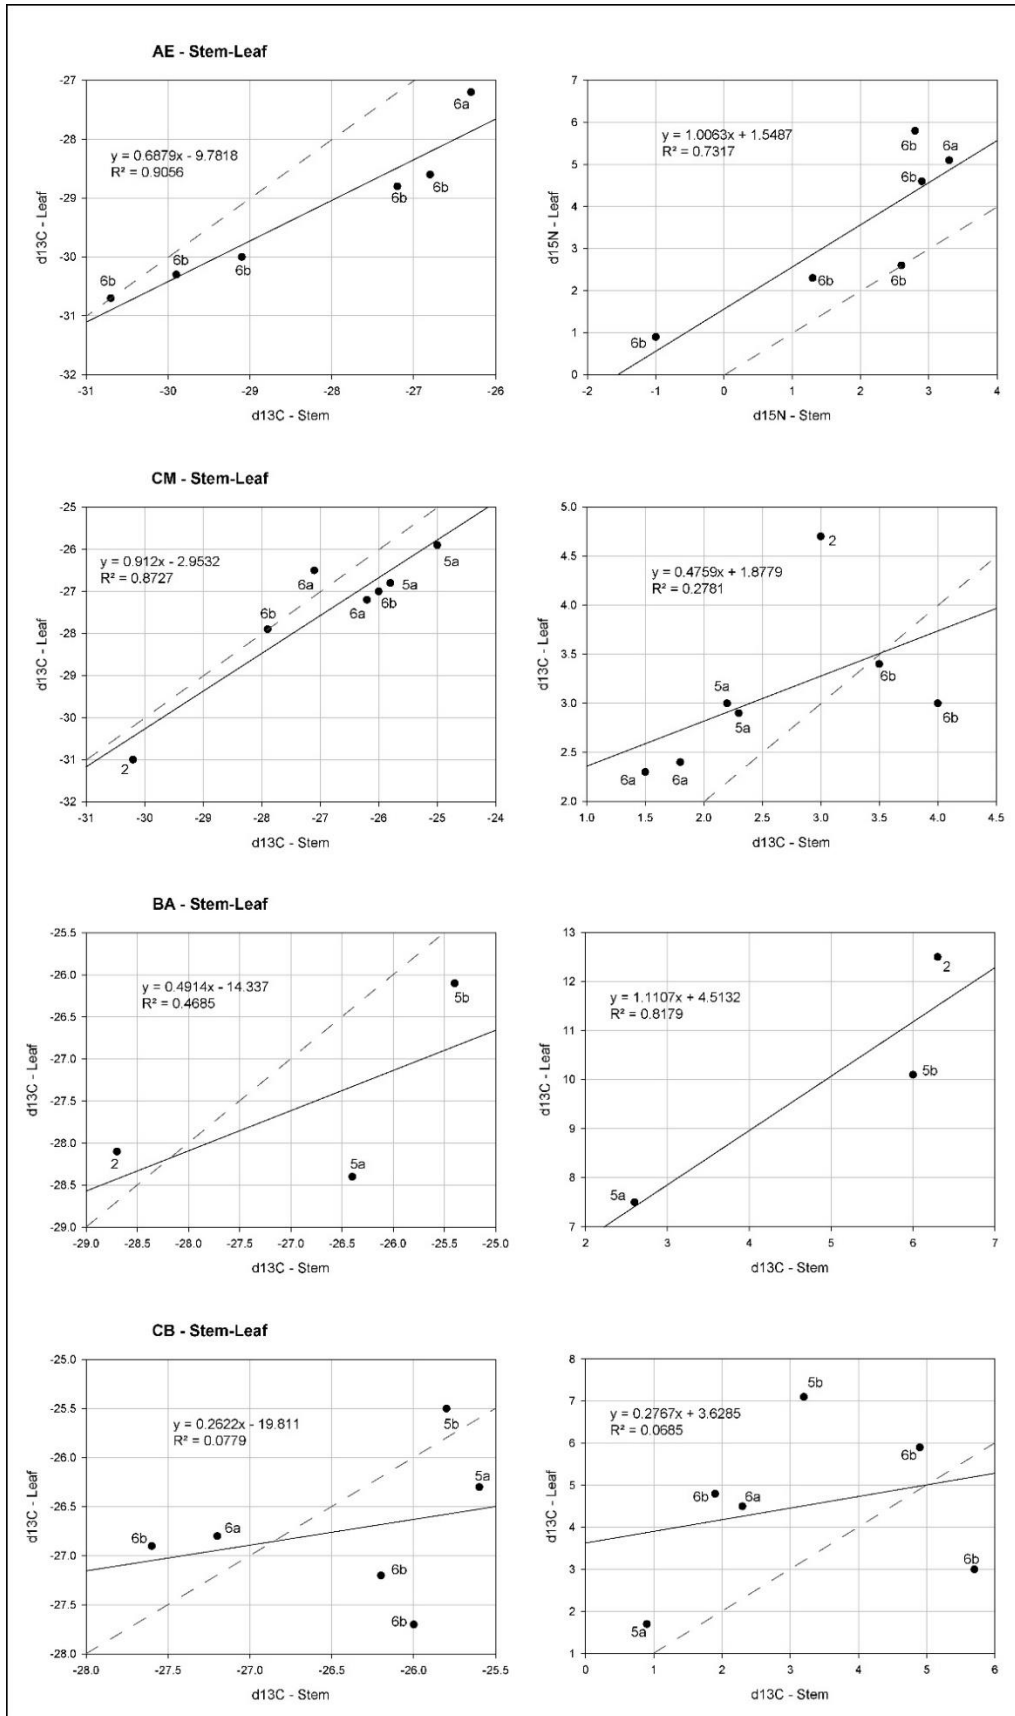 AE - Stem-Leaf
-27
-28
-29
-30
-31
-32
d13C - Leaf
y = 0.6879x - 9.7818
R² = 0.9056
6a
6b
6b
6b
6b
6b
-31
-30
-29
-28
-27
-26
d13C - Stem
7
6
5
4
3
2
1
0
d15N - Leaf
y = 1.0063x + 1.5487
R² = 0.7317
6b
6a
6b
6b
6b
6b
-2
-1
0
1
2
3
4
d15N - Stem
CM - Stem-Leaf
-25
-26
-27
-28
-29
-30
-31
-32
d13C - Leaf
y = 0.912x - 2.9532
R² = 0.8727
5a
6a
5a
6a
6b
6b
2
-31
-30
-29
-28
-27
-26
-25
-24
d13C - Stem
5.0
4.5
4.0
3.5
3.0
2.5
2.0
d13C - Leaf
y = 0.4759x + 1.8779
R² = 0.2781
2
6b
5a
5a
6b
6a
6a
1.0
1.5
2.0
2.5
3.0
3.5
4.0
4.5
d13C - Stem
BA - Stem-Leaf
-25.5
-26.0
-26.5
-27.0
-27.5
-28.0
-28.5
-29.0
d13C - Leaf
y = 0.4914x - 14.337
R² = 0.4685
5b
2
5a
-29.0
-28.5
-28.0
-27.5
-27.0
-26.5
-26.0
-25.5
-25.0
d13C - Stem
13
12
11
10
9
8
7
d13C - Leaf
y = 1.1107x + 4.5132
R² = 0.8179
2
5b
5a
2
3
4
5
6
7
d13C - Stem
CB - Stem-Leaf
-25.0
-25.5
-26.0
-26.5
-27.0
-27.5
-28.0
d13C - Leaf
y = 0.2622x - 19.811
R² = 0.0779
5b
5a
6a
6b
6b
6b
-28.0
-27.5
-27.0
-26.5
-26.0
-25.5
d13C - Stem
8
7
6
5
4
3
2
1
d13C - Leaf
y = 0.2767x + 3.6285
R² = 0.0685
5b
6b
6b
6a
6b
5a
0
1
2
3
4
5
6
d13C - Stem